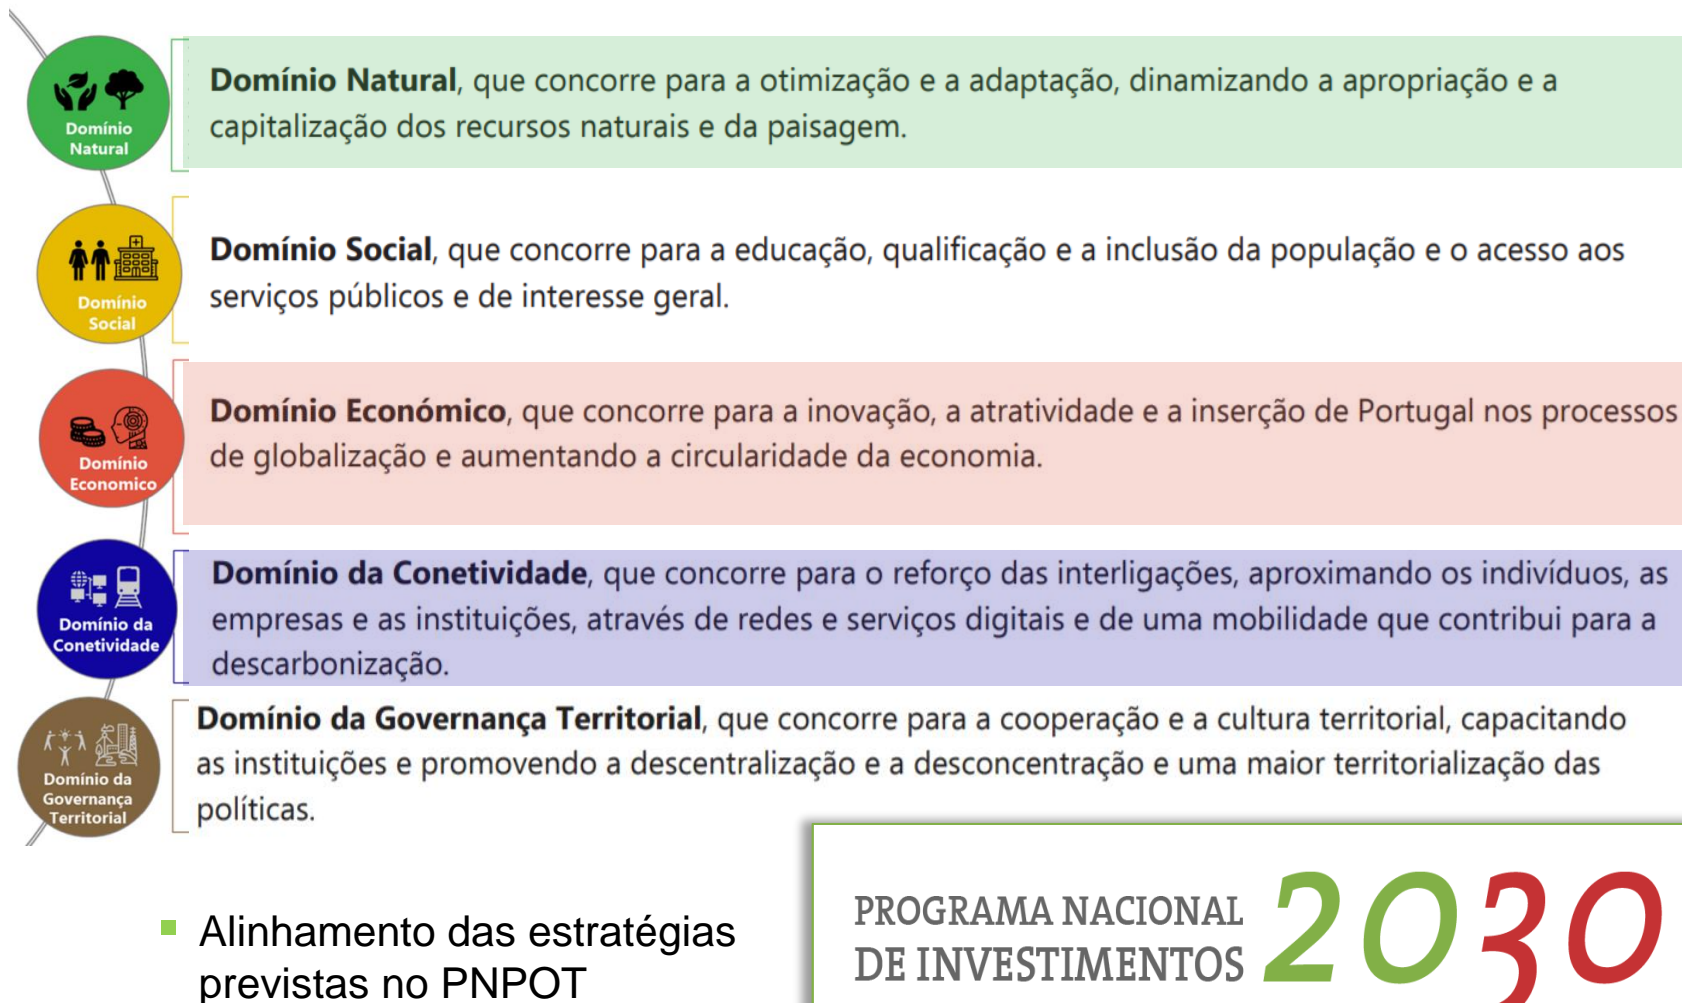 Domínio
Natural
Domínio Natural, que concorre para a otimização e a adaptação, dinamizando a apropriação e a
capitalização dos recursos naturais e da paisagem.
Domínio
Social
Domínio Social, que concorre para a educação, qualificação e a inclusão da população e o acesso aos
serviços públicos e de interesse geral.
Domínio
Economico
Domínio Económico, que concorre para a inovação, a atratividade e a inserção de Portugal nos processos
de globalização e aumentando a circularidade da economia.
Domínio da
Conetividade
Domínio da Conetividade, que concorre para o reforço das interligações, aproximando os indivíduos, as
empresas e as instituições, através de redes e serviços digitais e de uma mobilidade que contribui para a
descarbonização.
Domínio da
Governança
Territorial
Domínio da Governança Territorial, que concorre para a cooperação e a cultura territorial, capacitando
as instituições e promovendo a descentralização e a desconcentração e uma maior territorialização das
políticas.
Alinhamento das estratégias
previstas no PNPOT
PROGRAMA NACIONAL
DE INVESTIMENTOS 2030